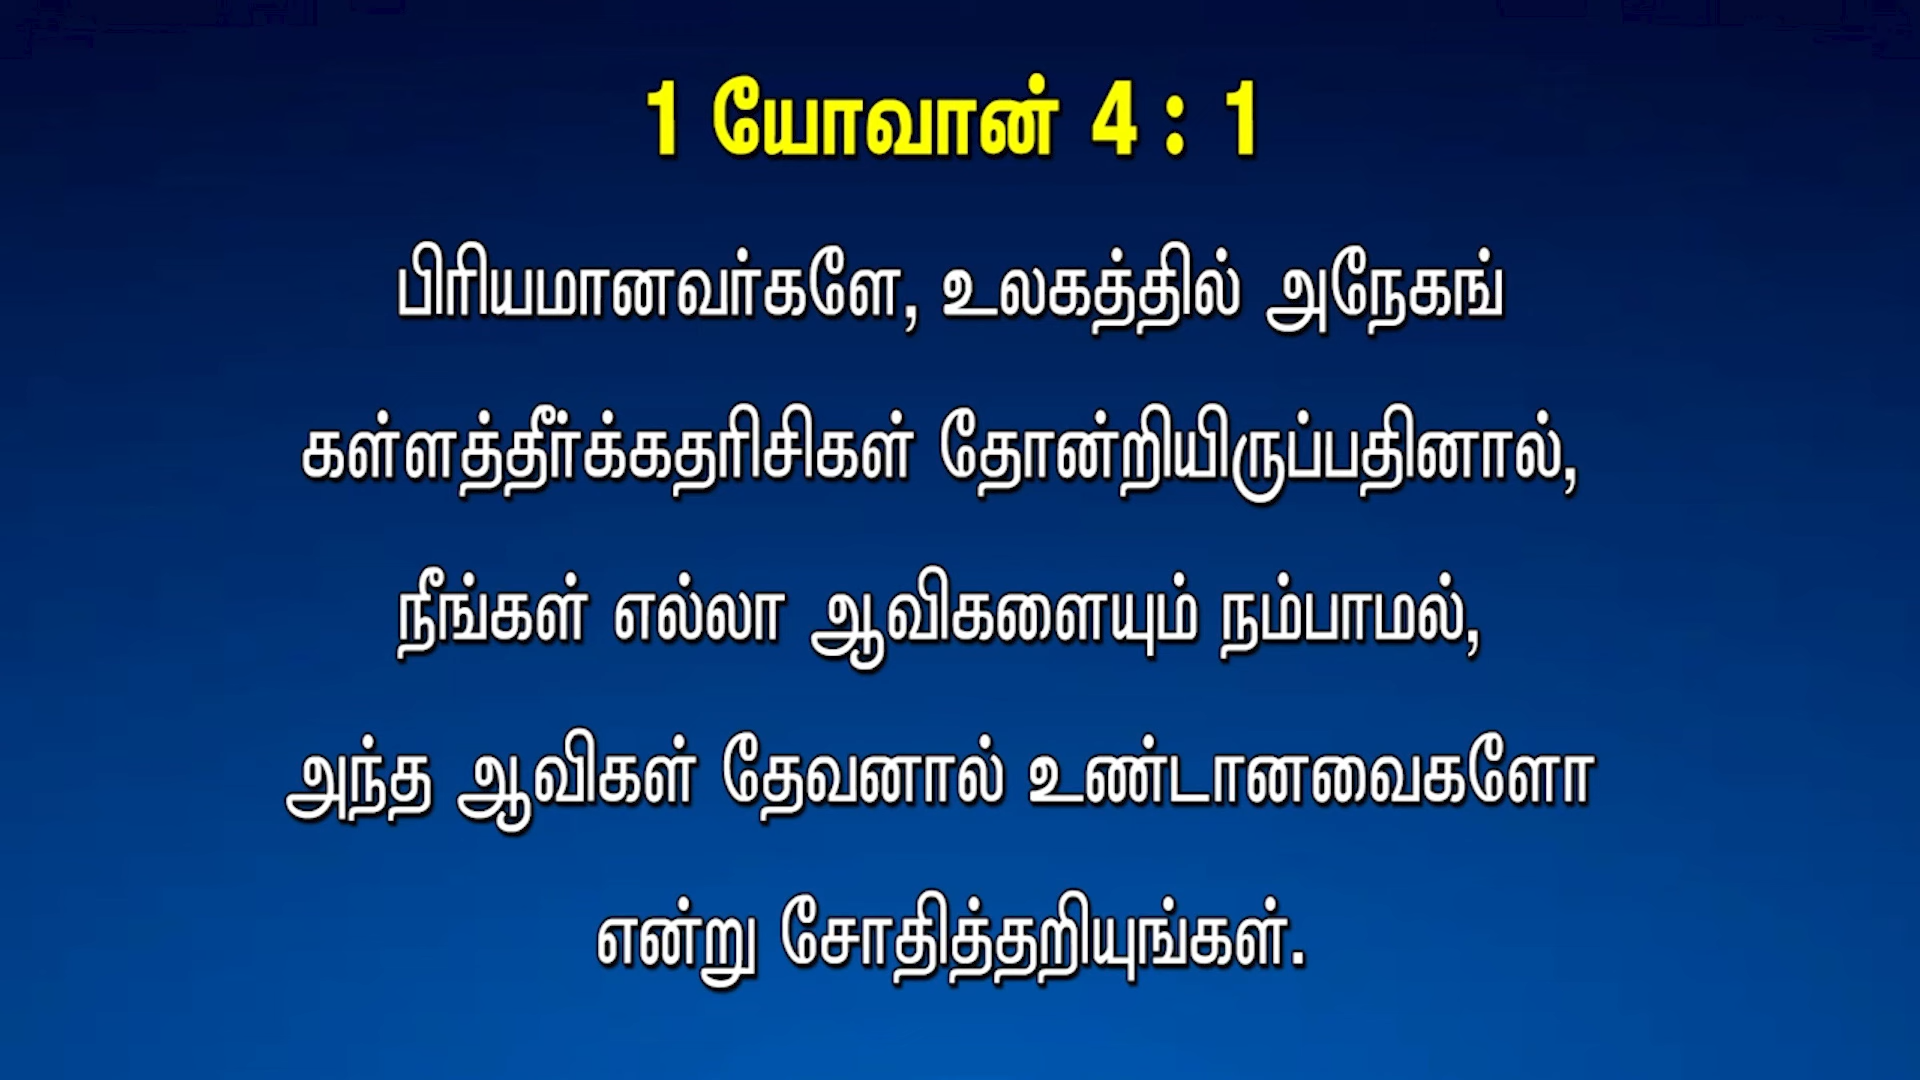 1 யோவான் 4 : 1
பிரியமானவர்களே, உலகத்தில் அநேகங்
கள்ளத்தீர்க்கதரிசிகள் தோன்றியிருப்பதினால்,
நீங்கள் எல்லா ஆவிகளையும் நம்பாமல்,
அந்த ஆவிகள் தேவனால் உண்டானவைகளோ
என்று சோதித்தறியுங்கள்.